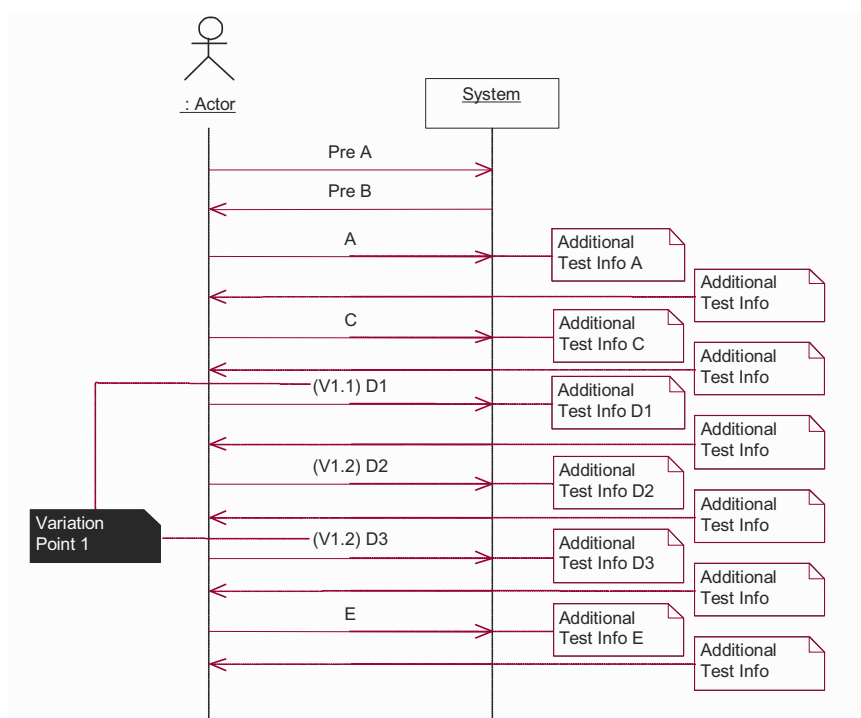 : Actor
System
Pre A
Pre B
A
Additional
Test Info A
Additional
Test Info
C
Additional
Test Info C
Additional
Test Info
(V1.1) D1
Additional
Test Info D1
Additional
Test Info
(V1.2) D2
Additional
Test Info D2
Additional
Test Info
Variation
Point 1
(V1.2) D3
Additional
Test Info D3
Additional
Test Info
E
Additional
Test Info E
Additional
Test Info